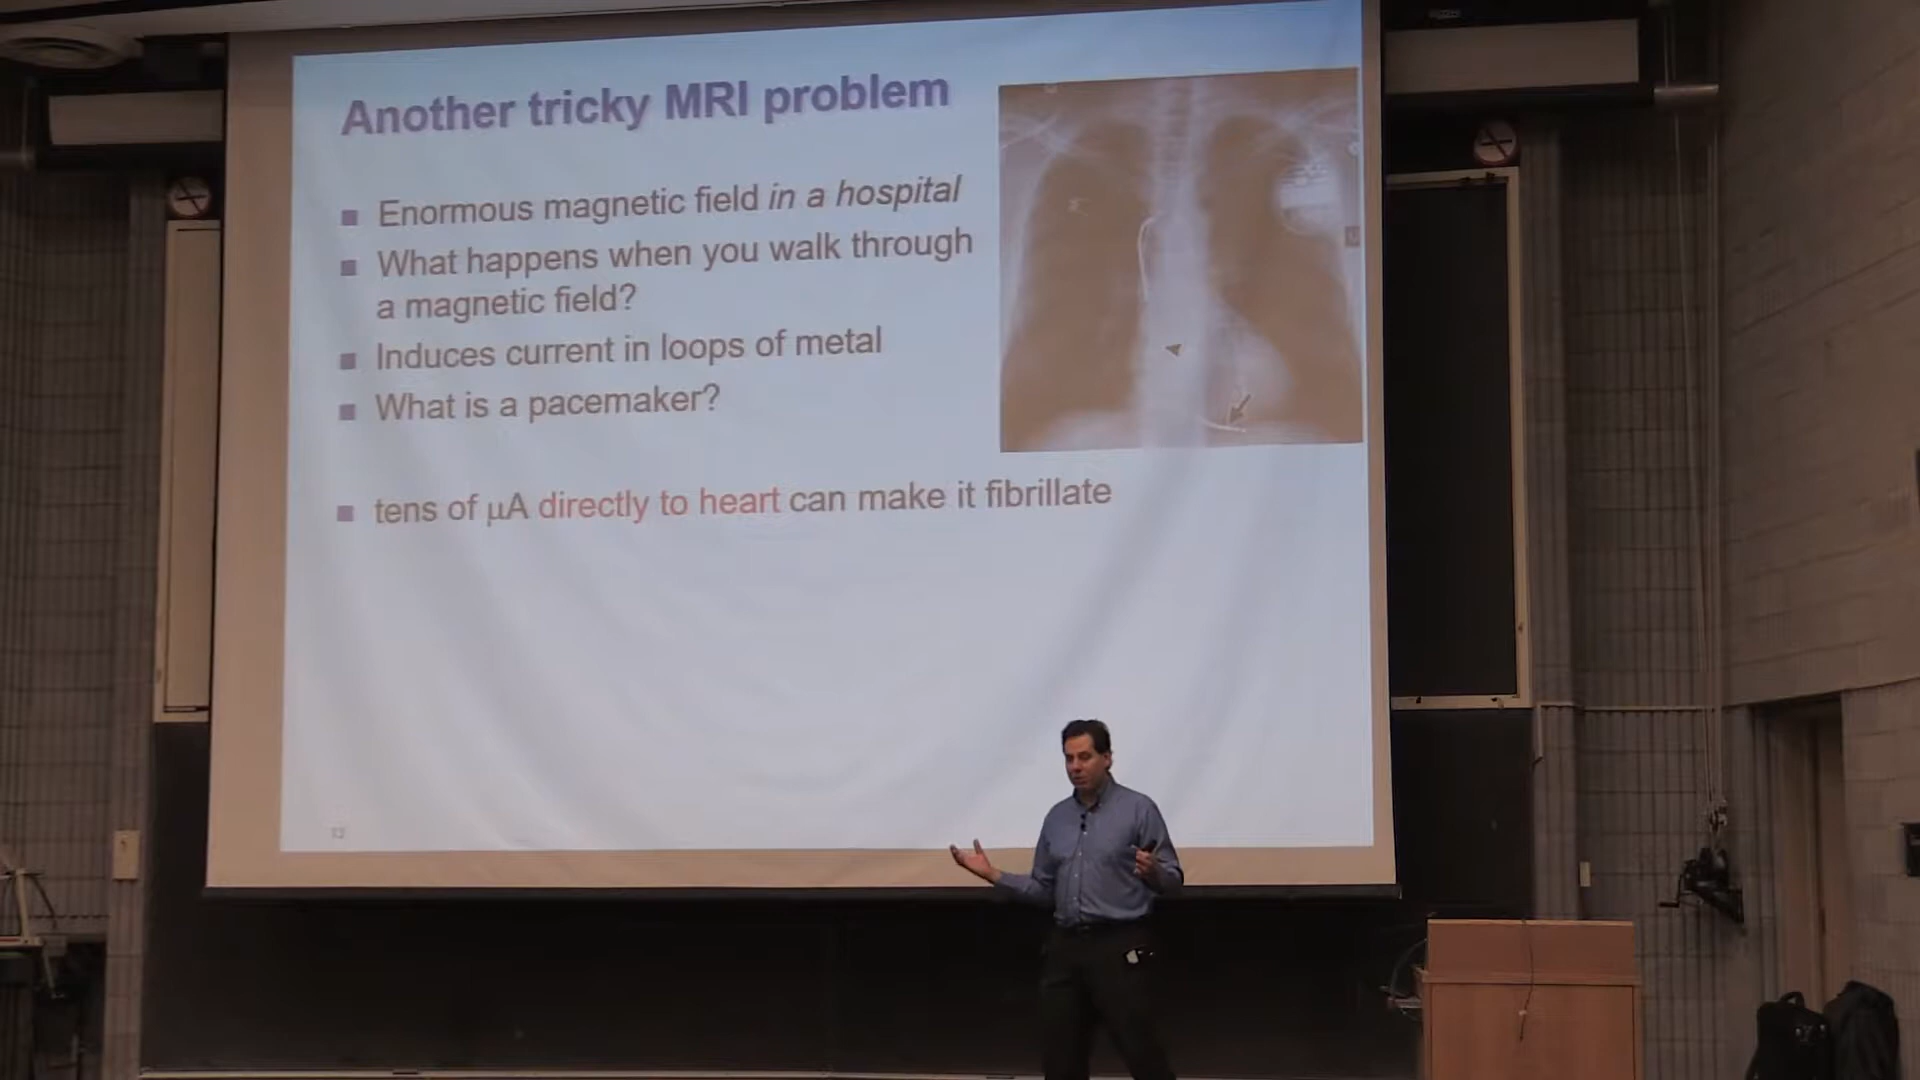 Another tricky MRI problem
Enormous magnetic field in a hospital
What happens when you walk through
a magnetic field?
Induces current in loops of metal
What is a pacemaker?
tens of μA directly to heart can make it fibrillate